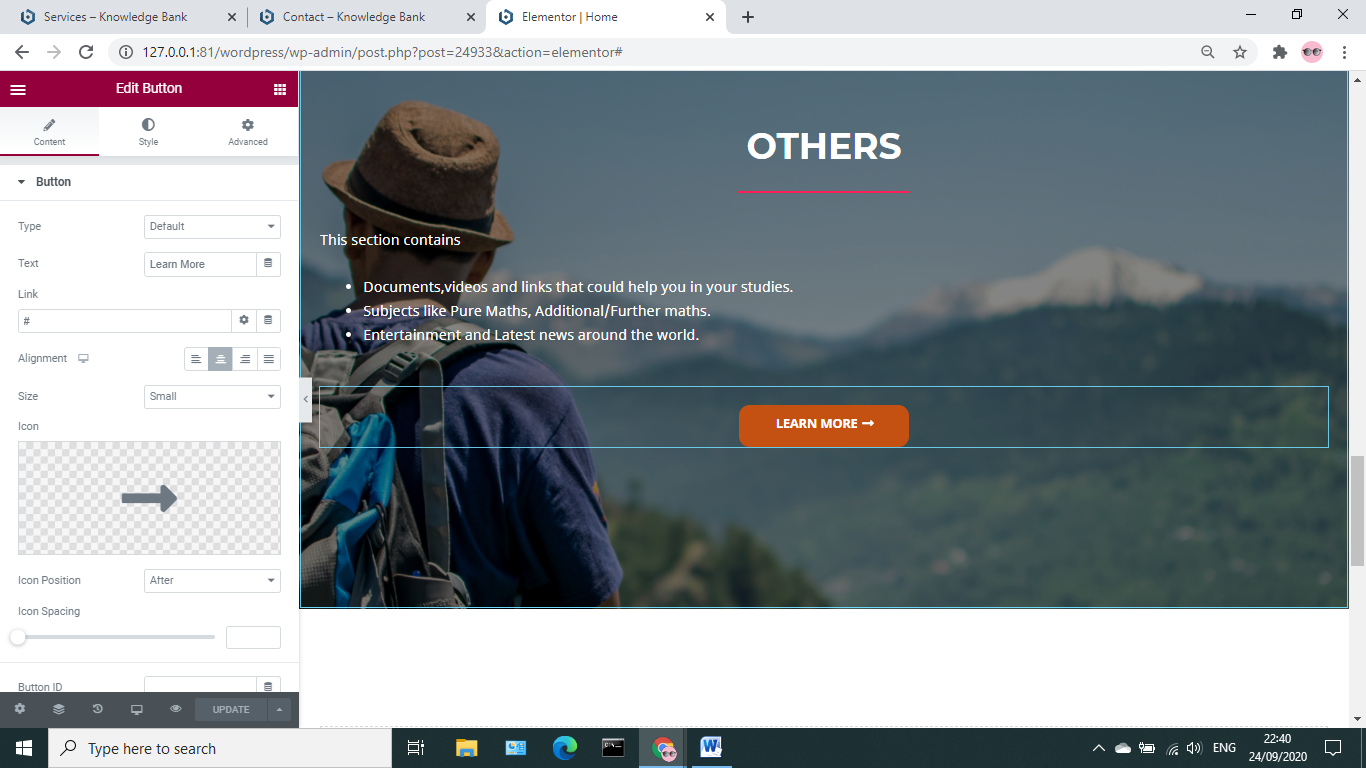 Services – Knowledge Bank
Contact – Knowledge Bank
Elementor | Home
127.0.0.1:81/wordpress/wp-admin/post.php?post=24933&action=elementor#
Edit Button
Content
Style
Advanced
Button
Type
Default
Text
Learn More
Link
#
Alignment
Size
Small
Icon
Icon Position
After
Icon Spacing
Button ID
UPDATE
OTHERS
This section contains
• Documents,videos and links that could help you in your studies.
• Subjects like Pure Maths, Additional/Further maths.
• Entertainment and Latest news around the world.
LEARN MORE
Type here to search
ENG
22:40
24/09/2020